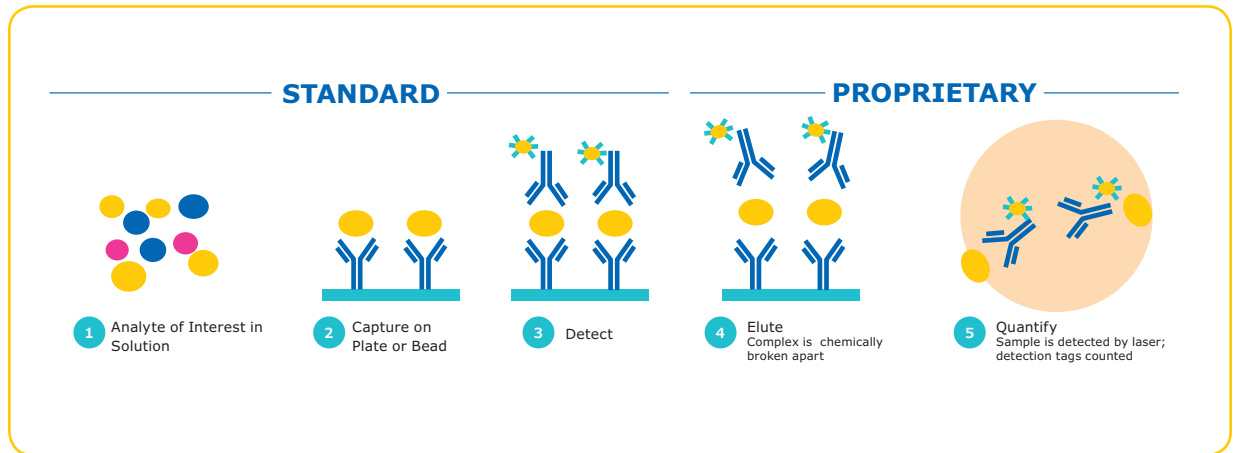 STANDARD
PROPRIETARY
1
Analyte of Interest in
Solution
2
Capture on
Plate or Bead
3
Detect
4
Elute
Complex is chemically
broken apart
5
Quantify
Sample is detected by laser;
detection tags counted